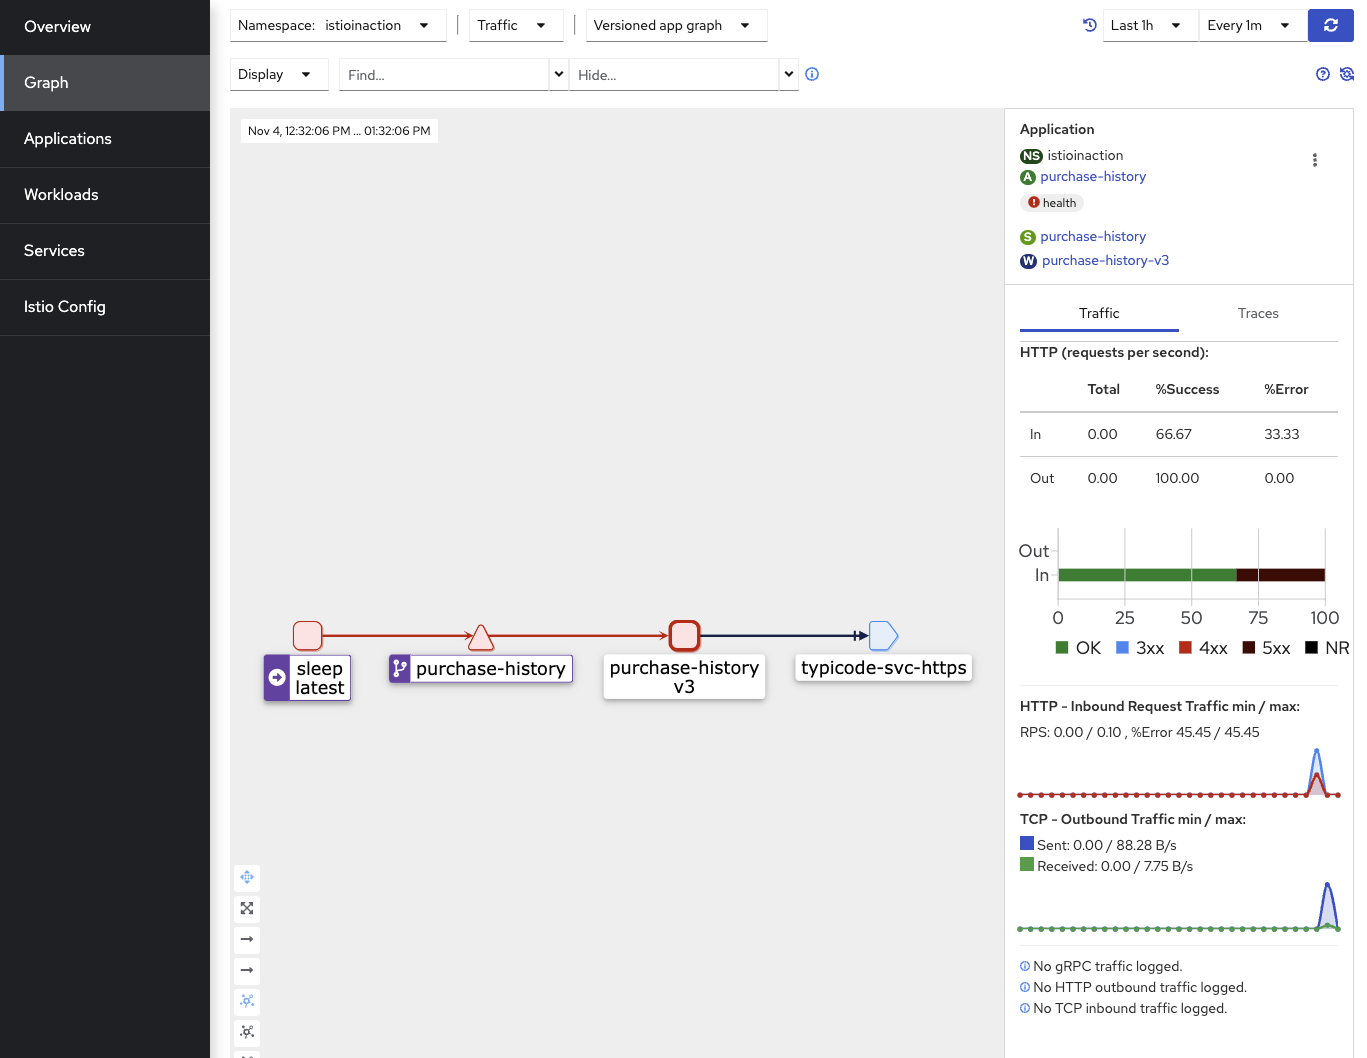 Overview
Graph
Applications
Workloads
Services
Istio Config
Namespace: istioinaction
Traffic
Versioned app graph
Last 1h
Every 1m
Display
Find...
Hide...
Nov 4, 12:32:06 PM ... 01:32:06 PM
sleep
latest
purchase-history
purchase-history
v3
typicode-svc-https
Application
NS istioinaction
A purchase-history
health
S purchase-history
W purchase-history-v3
Traffic Traces
HTTP (requests per second):
Total %Success %Error
In 0.00 66.67 33.33
Out 0.00 100.00 0.00
Out
In
0 25 50 75 100
OK 3xx 4xx 5xx NR
HTTP - Inbound Request Traffic min / max:
RPS: 0.00 / 0.10 , %Error 45.45 / 45.45
TCP - Outbound Traffic min / max:
Sent: 0.00 / 88.28 B/s
Received: 0.00 / 7.75 B/s
No gRPC traffic logged.
No HTTP outbound traffic logged.
No TCP inbound traffic logged.